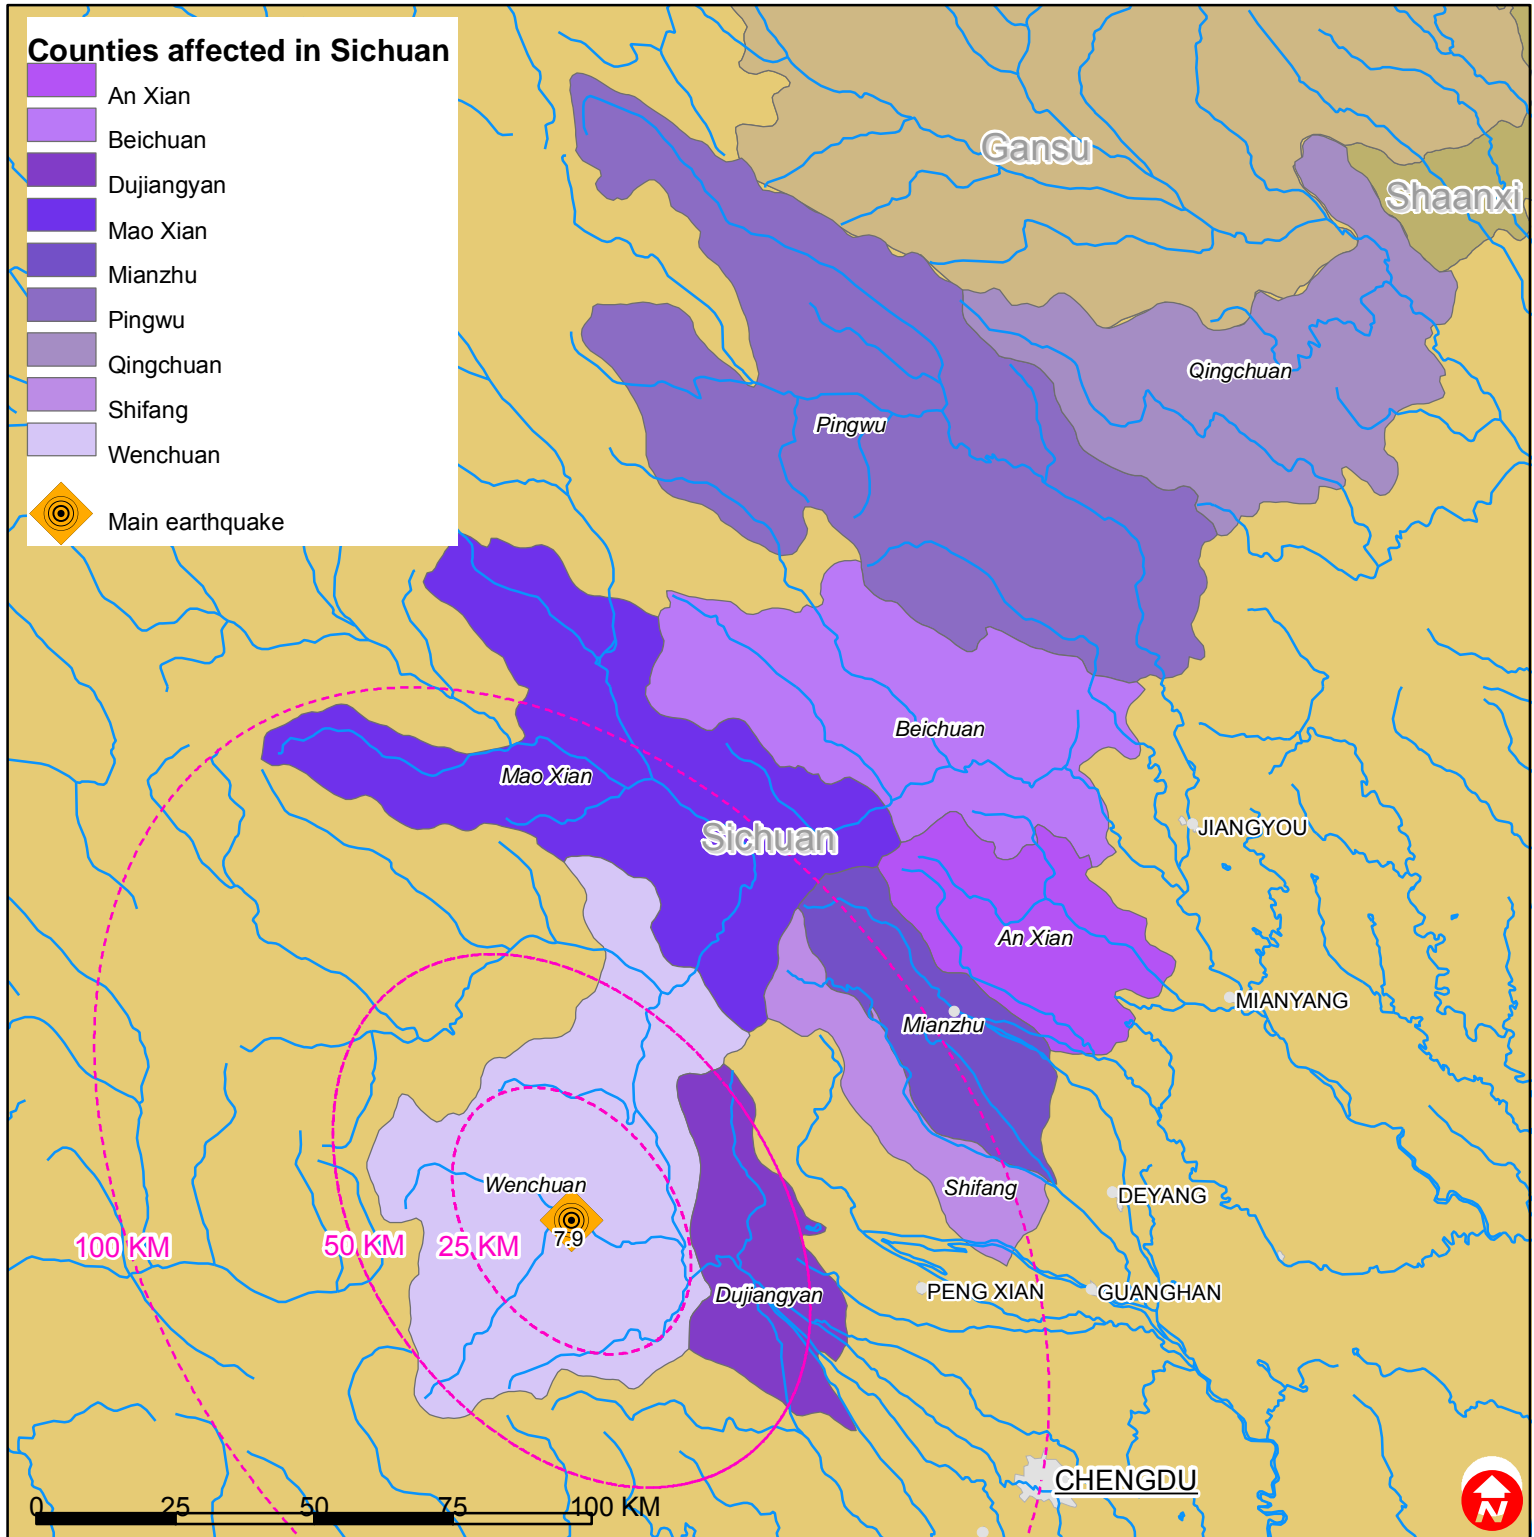 Counties affected in Sichuan
An Xian
Beichuan
Dujiangyan
Mao Xian
Mianzhu
Pingwu
Qingchuan
Shifang
Wenchuan
Main earthquake
Gansu
Shaanxi
Qingchuan
Pingwu
Beichuan
Mao Xian
Sichuan
JIANGYOU
An Xian
MIANYANG
Mianzhu
Wenchuan
Shifang
DEYANG
7.9
100 KM
50 KM
25 KM
Dujiangyan
PENG XIAN
GUANGHAN
CHENGDU
0 25 50 75 100 KM
N